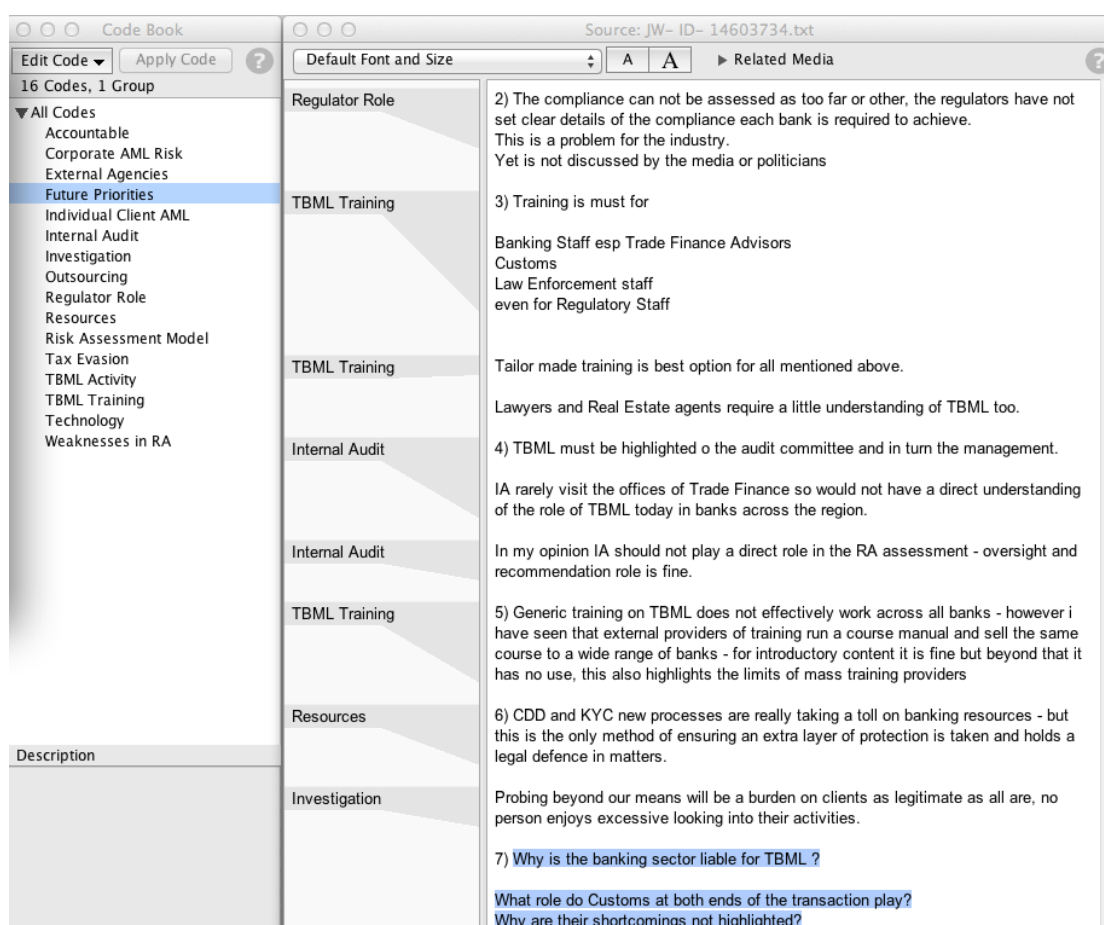 Code Book
Edit Code
Apply Code
?
16 Codes, 1 Group
All Codes
Accountable
Corporate AML Risk
External Agencies
Future Priorities
Individual Client AML
Internal Audit
Investigation
Outsourcing
Regulator Role
Resources
Risk Assessment Model
Tax Evasion
TBML Activity
TBML Training
Technology
Weaknesses in RA
Description
Source: JW- ID- 14603734.txt
Default Font and Size
A
A
Related Media
?
Regulator Role
2) The compliance can not be assessed as too far or other, the regulators have not
set clear details of the compliance each bank is required to achieve.
This is a problem for the industry.
Yet is not discussed by the media or politicians
TBML Training
3) Training is must for
Banking Staff esp Trade Finance Advisors
Customs
Law Enforcement staff
even for Regulatory Staff
TBML Training
Tailor made training is best option for all mentioned above.
Lawyers and Real Estate agents require a little understanding of TBML too.
Internal Audit
4) TBML must be highlighted o the audit committee and in turn the management.
IA rarely visit the offices of Trade Finance so would not have a direct understanding
of the role of TBML today in banks across the region.
Internal Audit
In my opinion IA should not play a direct role in the RA assessment - oversight and
recommendation role is fine.
TBML Training
5) Generic training on TBML does not effectively work across all banks - however i
have seen that external providers of training run a course manual and sell the same
course to a wide range of banks - for introductory content it is fine but beyond that it
has no use, this also highlights the limits of mass training providers
Resources
6) CDD and KYC new processes are really taking a toll on banking resources - but
this is the only method of ensuring an extra layer of protection is taken and holds a
legal defence in matters.
Investigation
Probing beyond our means will be a burden on clients as legitimate as all are, no
person enjoys excessive looking into their activities.
7) Why is the banking sector liable for TBML ?
What role do Customs at both ends of the transaction play?
Why are their shortcomings not highlighted?